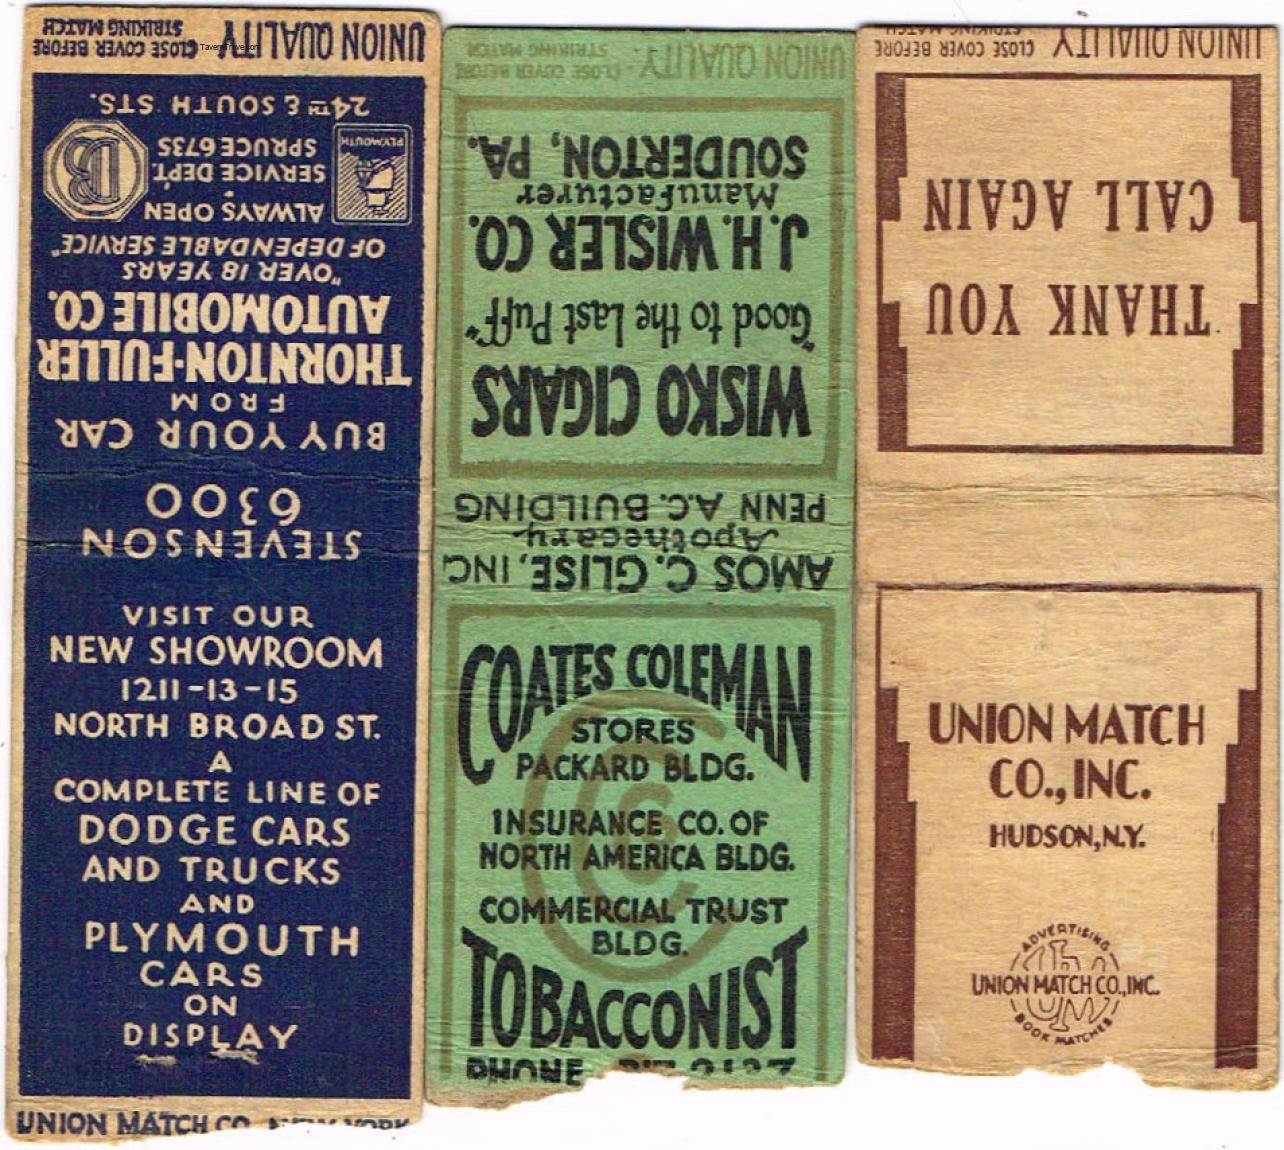 UNION QUALITY
CLOSE COVER BEFORE
STRIKING MATCH
TavernTrove.com
24TH & SOUTH STS.
PLYMOUTH
DB
ALWAYS OPEN
SERVICE DEP'T.
SPRUCE 6735
"OVER 18 YEARS
OF DEPENDABLE SERVICE"
THORNTON-FULLER
AUTOMOBILE CO.
BUY YOUR CAR
FROM
STEVENSON
6300
VISIT OUR
NEW SHOWROOM
1211-13-15
NORTH BROAD ST.
A
COMPLETE LINE OF
DODGE CARS
AND TRUCKS
AND
PLYMOUTH
CARS
ON
DISPLAY
UNION MATCH CO. NEW YORK
UNION QUALITY - CLOSE COVER BEFORE
STRIKING MATCH
WISKO CIGARS
"Good to the Last Puff"
J.H. WISLER CO.
Manufacturer
SOUDERTON, PA.
AMOS C. GLISE, INC.
Apothecary
PENN A.C. BUILDING
COATES COLEMAN
STORES
PACKARD BLDG.
INSURANCE CO. OF
NORTH AMERICA BLDG.
COMMERCIAL TRUST
BLDG.
TOBACCONIST
PHONE
UNION QUALITY
CLOSE COVER BEFORE
STRIKING MATCH
THANK YOU
CALL AGAIN
UNION MATCH
CO., INC.
HUDSON, N.Y.
ADVERTISING
UNION MATCH CO., INC.
BOOK MATCHES